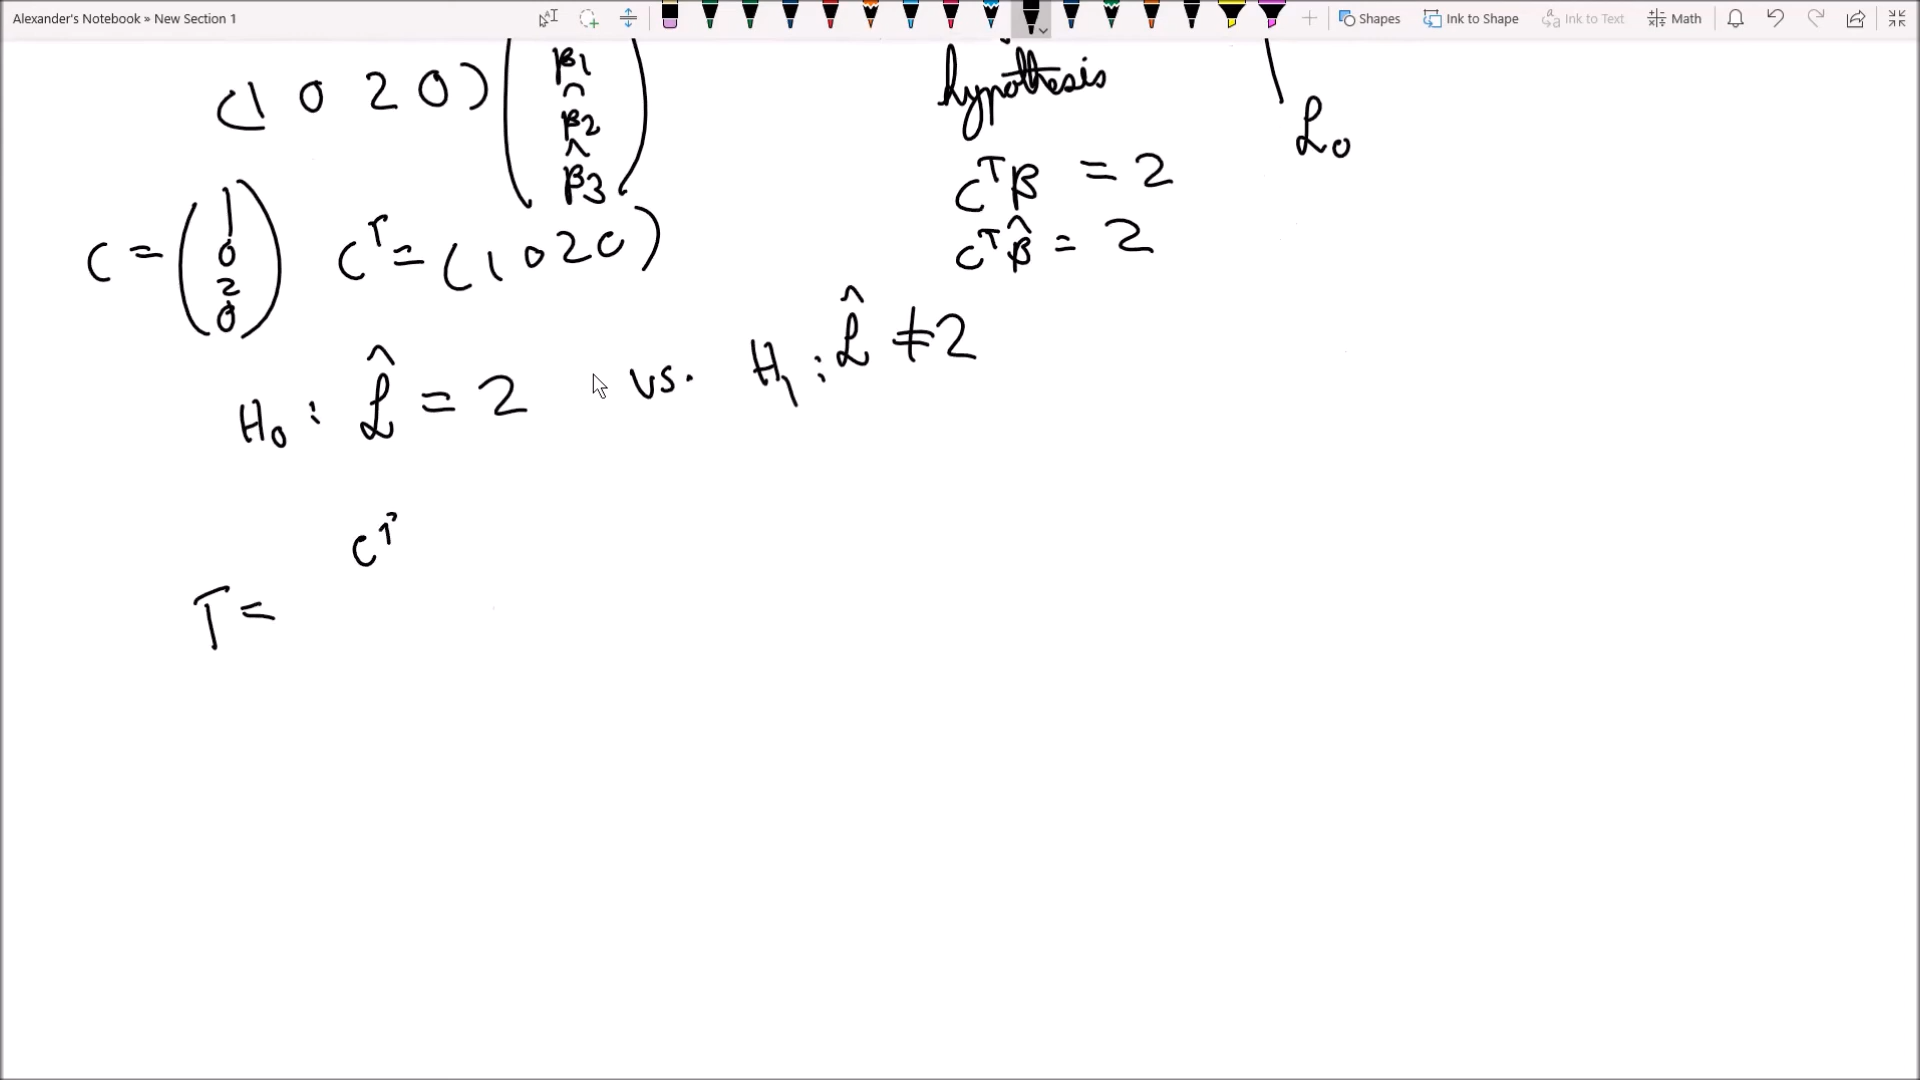 Alexander's Notebook » New Section 1
Shapes Ink to Shape Ink to Text Math
(1 0 2 0) (β1 β̂2 β̂3)
hypothesis
ℒ0
Cᵀβ = 2
Cᵀβ̂ = 2
C = (1 0 2 0) Cᵀ = (1 0 2 0)
H0 : ℒ̂ = 2 vs. H1 : ℒ̂ ≠ 2
Cᵀ
T =